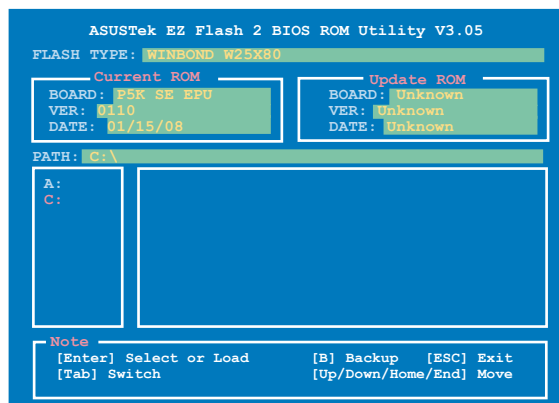 ASUSTek EZ Flash 2 BIOS ROM Utility V3.05
FLASH TYPE: WINBOND W25X80
Current ROM
BOARD: P5K SE EPU
VER: 0110
DATE: 01/15/08
Update ROM
BOARD: Unknown
VER: Unknown
DATE: Unknown
PATH: C:\
A:
C:
Note
[Enter] Select or Load [B] Backup [ESC] Exit
[Tab] Switch [Up/Down/Home/End] Move